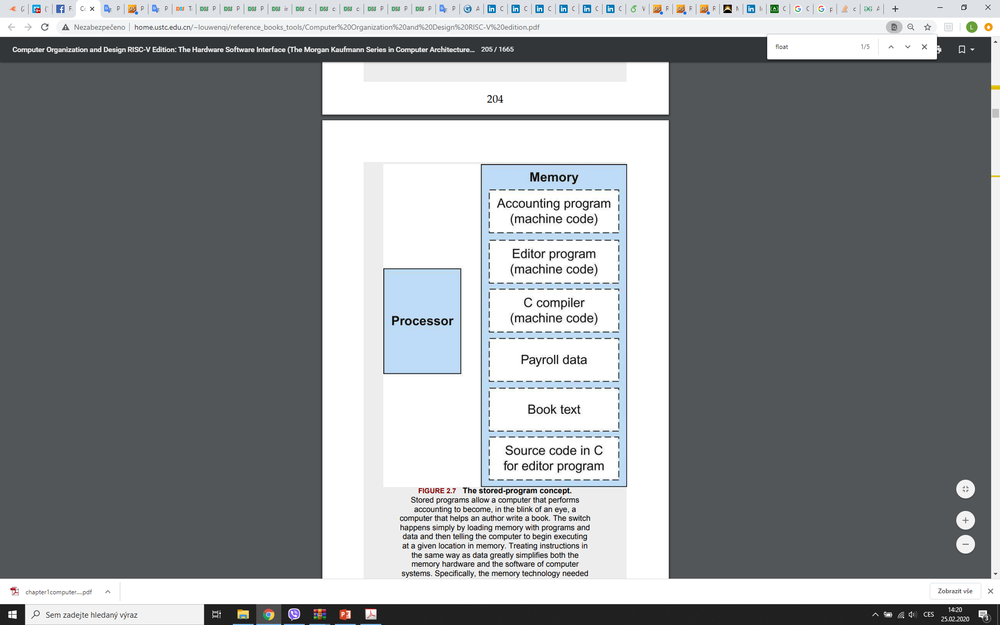 Nezabezpečeno
home.ustc.edu.cn/~louwenqi/reference_books_tools/Computer%20Organization%20and%20Design%20RISC-V%20edition.pdf
L
Computer Organization and Design RISC-V Edition: The Hardware Software Interface (The Morgan Kaufmann Series in Computer Architecture... 205 / 1665
float 1/5
204
Memory
Accounting program
(machine code)
Editor program
(machine code)
C compiler
(machine code)
Processor
Payroll data
Book text
Source code in C
for editor program
FIGURE 2.7 The stored-program concept.
Stored programs allow a computer that performs
accounting to become, in the blink of an eye, a
computer that helps an author write a book. The switch
happens simply by loading memory with programs and
data and then telling the computer to begin executing
at a given location in memory. Treating instructions in
the same way as data greatly simplifies both the
memory hardware and the software of computer
systems. Specifically, the memory technology needed
chapter1computer....pdf
Zobrazit vše
Sem zadejte hledaný výraz
CES
14:20
25.02.2020
3